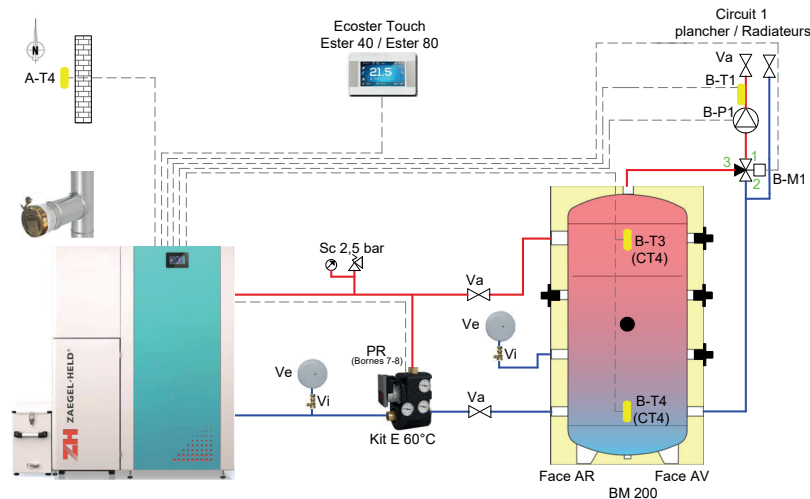 Ecoster Touch
Ester 40 / Ester 80
Circuit 1
plancher / Radiateurs
N
A-T4
21.5
Va
B-T1
B-P1
1
3
2
B-M1
Sc 2,5 bar
B-T3
(CT4)
Va
Ve
Vi
PR
(Bornes 7-8)
Ve
Vi
Va
B-T4
(CT4)
Kit E 60°C
ZH ZAEGEL-HELD®
Face AR
Face AV
BM 200